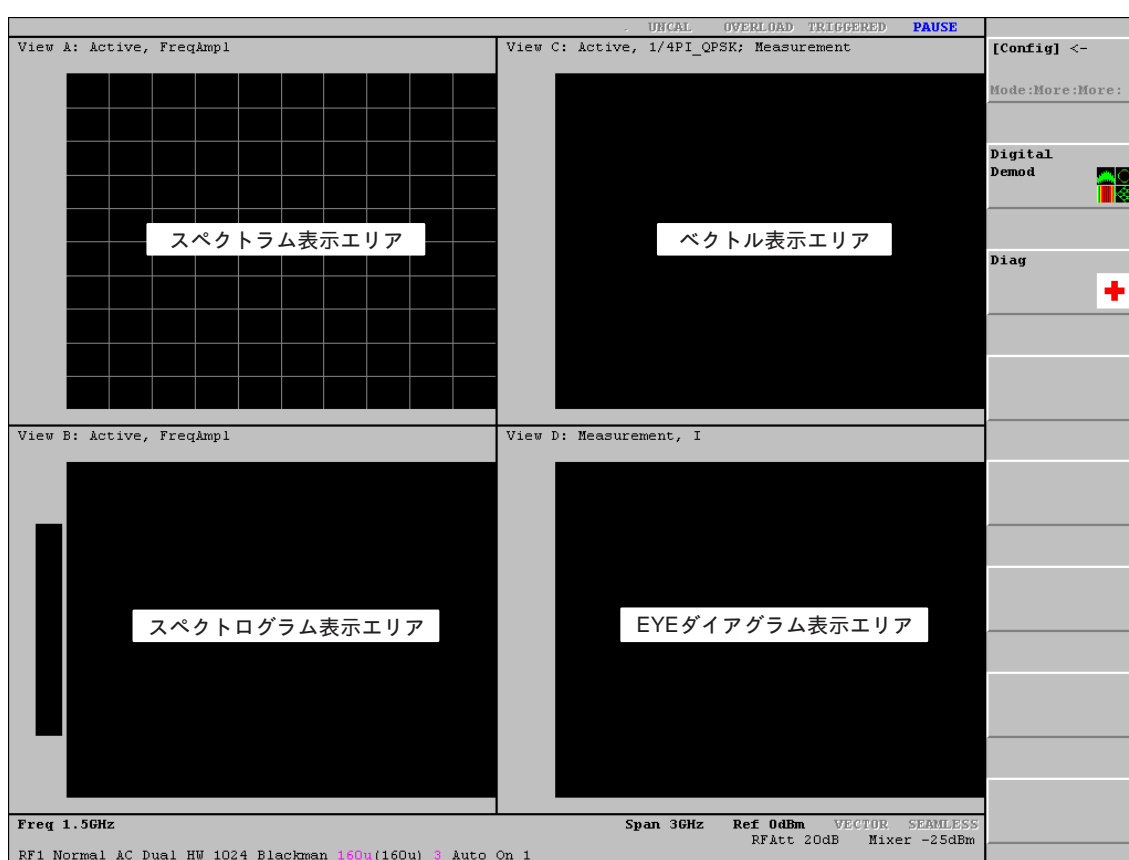 . UNCAL OVERLOAD TRIGGERED PAUSE
View A: Active, FreqAmpl
スペクトラム表示エリア
View C: Active, 1/4PI_QPSK; Measurement
ベクトル表示エリア
View B: Active, FreqAmpl
スペクトログラム表示エリア
View D: Measurement, I
EYEダイアグラム表示エリア
[Config] <-
Mode:More:More:
Digital
Demod
Diag
Freq 1.5GHz Span 3GHz Ref 0dBm VECTOR SEAMLESS
RFAtt 20dB Mixer -25dBm
RF1 Normal AC Dual HW 1024 Blackman 160u(160u) 3 Auto On 1